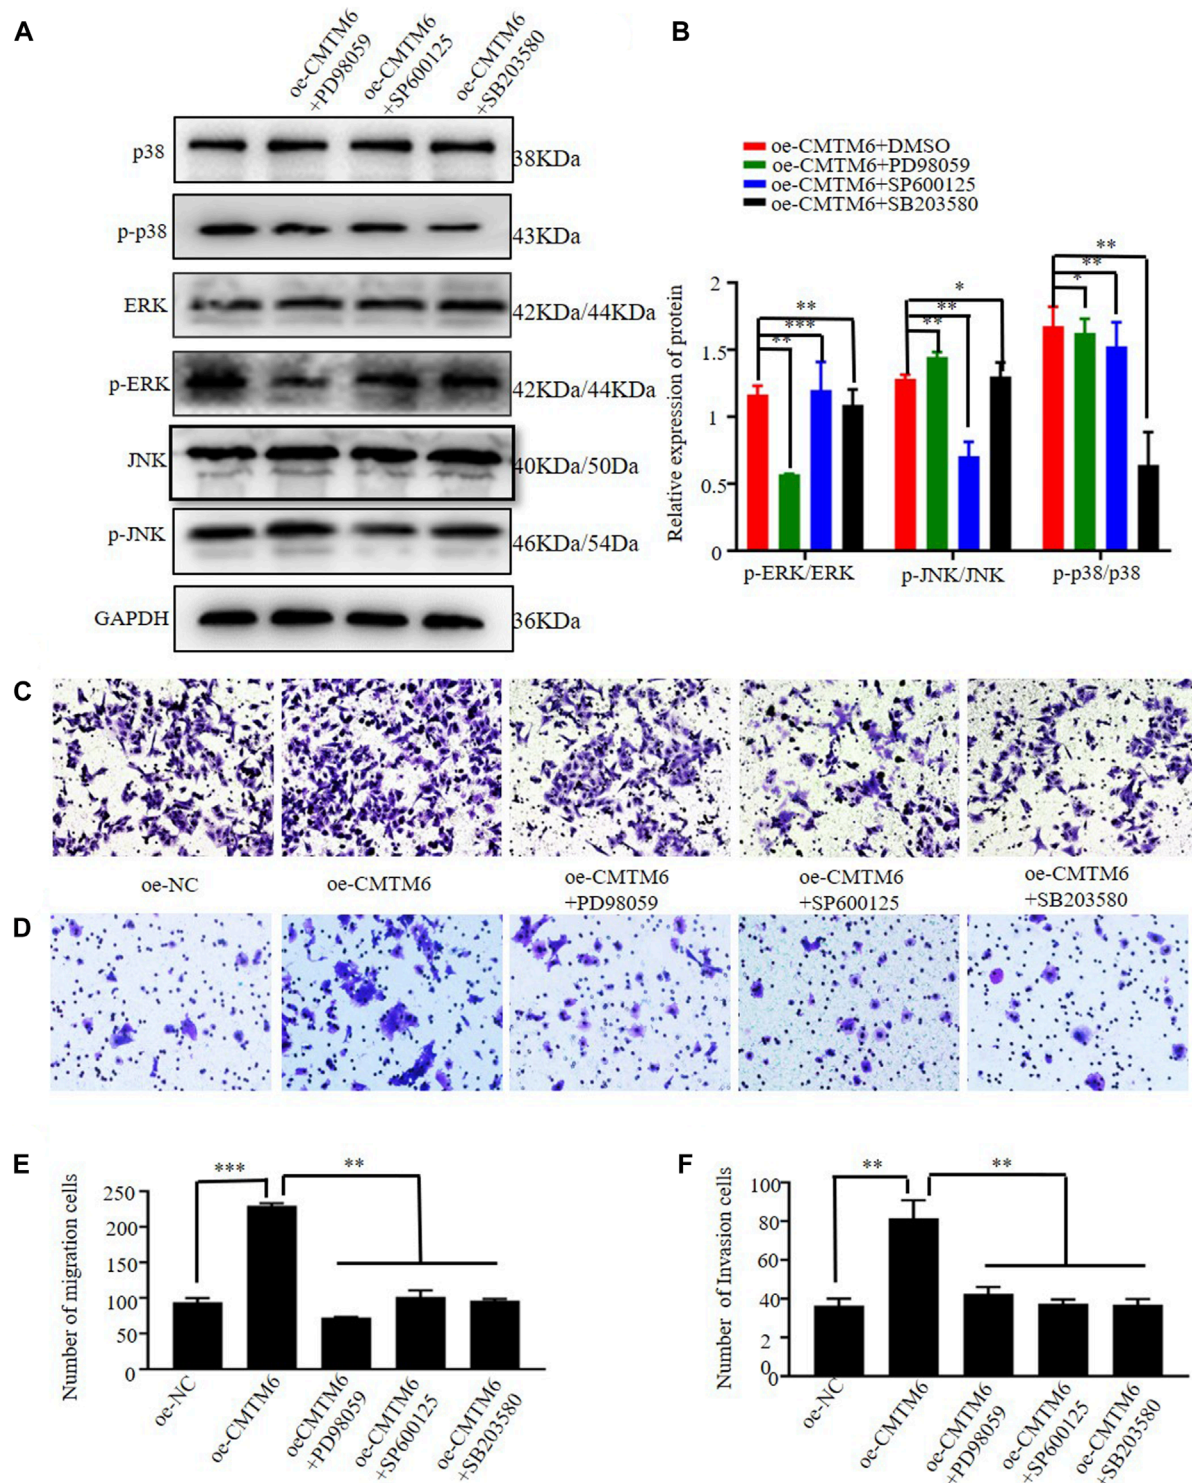 A
oe-CMTM6
+PD98059
oe-CMTM6
+SP600125
oe-CMTM6
+SB203580
p38
38KDa
p-p38
43KDa
ERK
42KDa/44KDa
p-ERK
42KDa/44KDa
JNK
40KDa/50Da
p-JNK
46KDa/54Da
GAPDH
36KDa
B
oe-CMTM6+DMSO
oe-CMTM6+PD98059
oe-CMTM6+SP600125
oe-CMTM6+SB203580
Relative expression of protein
2
1.5
1
0.5
0
**
***
**
*
**
**
**
**
*
p-ERK/ERK
p-JNK/JNK
p-p38/p38
C
oe-NC
oe-CMTM6
oe-CMTM6
+PD98059
oe-CMTM6
+SP600125
oe-CMTM6
+SB203580
D
E
Number of migration cells
250
200
100
100
50
0
***
**
oe-NC
oe-CMTM6
oeCMTM6
+PD98059
oe-CMTM6
+SP600125
oe-CMTM6
+SB203580
F
Number of Invasion cells
100
80
60
40
2
0
**
**
oe-NC
oe-CMTM6
oe-CMTM6
+PD98059
oe-CMTM6
+SP600125
oe-CMTM6
+SB203580